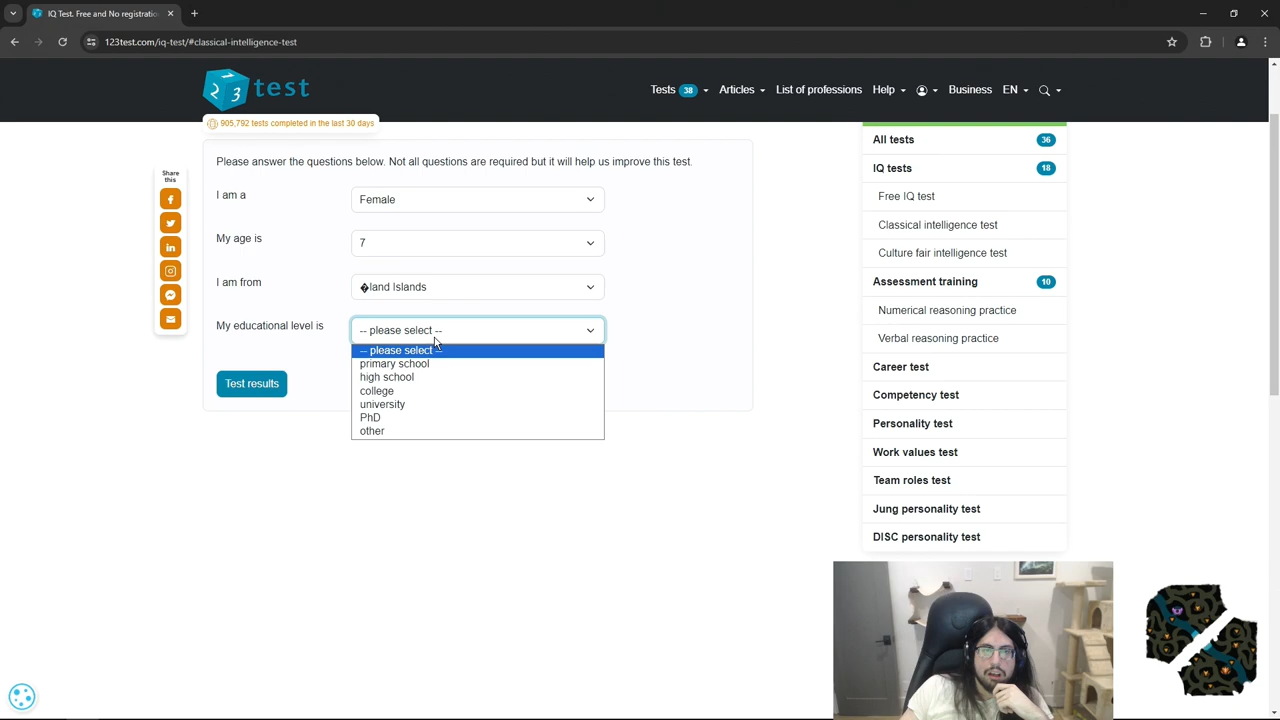 IQ Test. Free and No registratio
123test.com/iq-test/#classical-intelligence-test
123 test
Tests 38
Articles
List of professions
Help
Business
EN
905,792 tests completed in the last 30 days
Share this
Please answer the questions below. Not all questions are required but it will help us improve this test.
I am a
Female
My age is
7
I am from
�land Islands
My educational level is
-- please select --
-- please select --
primary school
high school
college
university
PhD
other
Test results
All tests 36
IQ tests 18
Free IQ test
Classical intelligence test
Culture fair intelligence test
Assessment training 10
Numerical reasoning practice
Verbal reasoning practice
Career test
Competency test
Personality test
Work values test
Team roles test
Jung personality test
DISC personality test